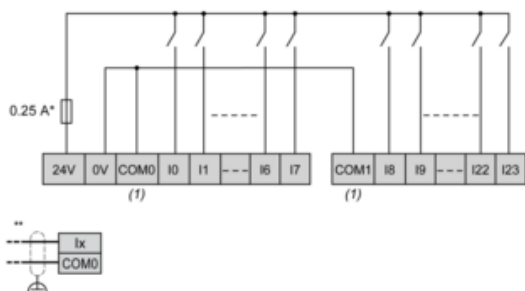 0.25 A*
24V 0V COM0 I0 I1 I6 I7 COM1 I8 I9 I22 I23
(1) (1)
**
Ix
COM0